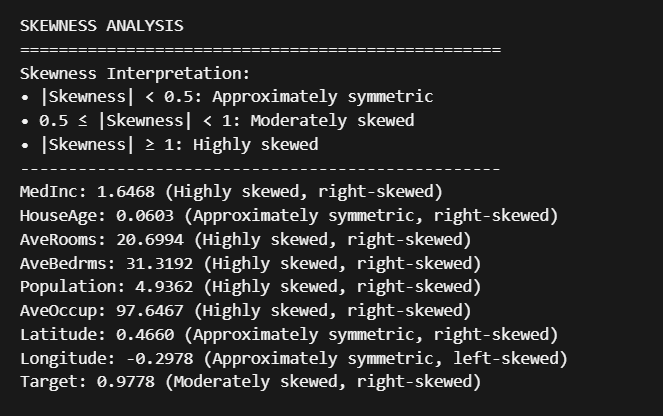 SKEWNESS ANALYSIS
==================================================
Skewness Interpretation:
• |Skewness| < 0.5: Approximately symmetric
• 0.5 ≤ |Skewness| < 1: Moderately skewed
• |Skewness| ≥ 1: Highly skewed
--------------------------------------------------
MedInc: 1.6468 (Highly skewed, right-skewed)
HouseAge: 0.0603 (Approximately symmetric, right-skewed)
AveRooms: 20.6994 (Highly skewed, right-skewed)
AveBedrms: 31.3192 (Highly skewed, right-skewed)
Population: 4.9362 (Highly skewed, right-skewed)
AveOccup: 97.6467 (Highly skewed, right-skewed)
Latitude: 0.4660 (Approximately symmetric, right-skewed)
Longitude: -0.2978 (Approximately symmetric, left-skewed)
Target: 0.9778 (Moderately skewed, right-skewed)